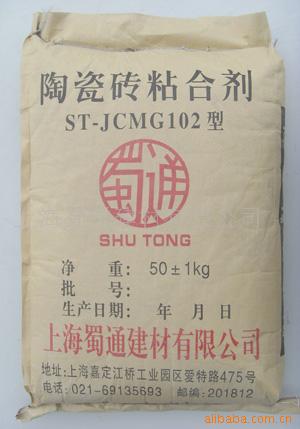 陶瓷砖粘合剂
ST-JCMG102型
蜀通
SHU TONG
净 重: 50±1kg
批 号:
生产日期: 年 月 日
上海蜀通建材有限公司
地址:上海嘉定江桥工业园区爱特路475号
电话:021-69135693 邮编:201812
alibaba.com.cn